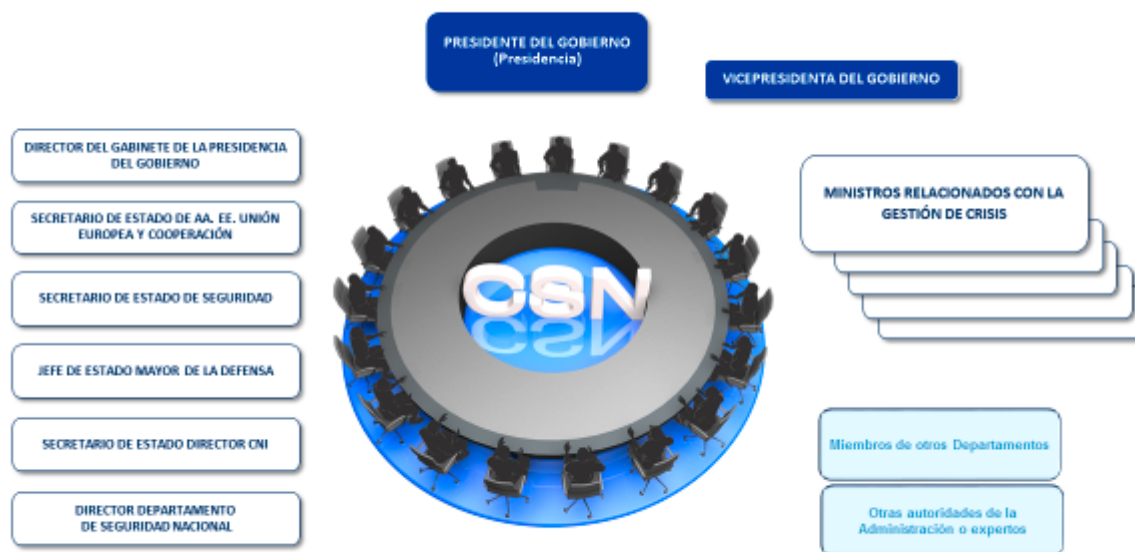 PRESIDENTE DEL GOBIERNO
(Presidencia)
VICEPRESIDENTA DEL GOBIERNO
DIRECTOR DEL GABINETE DE LA PRESIDENCIA
DEL GOBIERNO
SECRETARIO DE ESTADO DE AA. EE. UNIÓN
EUROPEA Y COOPERACIÓN
SECRETARIO DE ESTADO DE SEGURIDAD
JEFE DE ESTADO MAYOR DE LA DEFENSA
SECRETARIO DE ESTADO DIRECTOR CNI
DIRECTOR DEPARTAMENTO
DE SEGURIDAD NACIONAL
CSN
MINISTROS RELACIONADOS CON LA
GESTIÓN DE CRISIS
Miembros de otros Departamentos
Otras autoridades de la
Administración o expertos